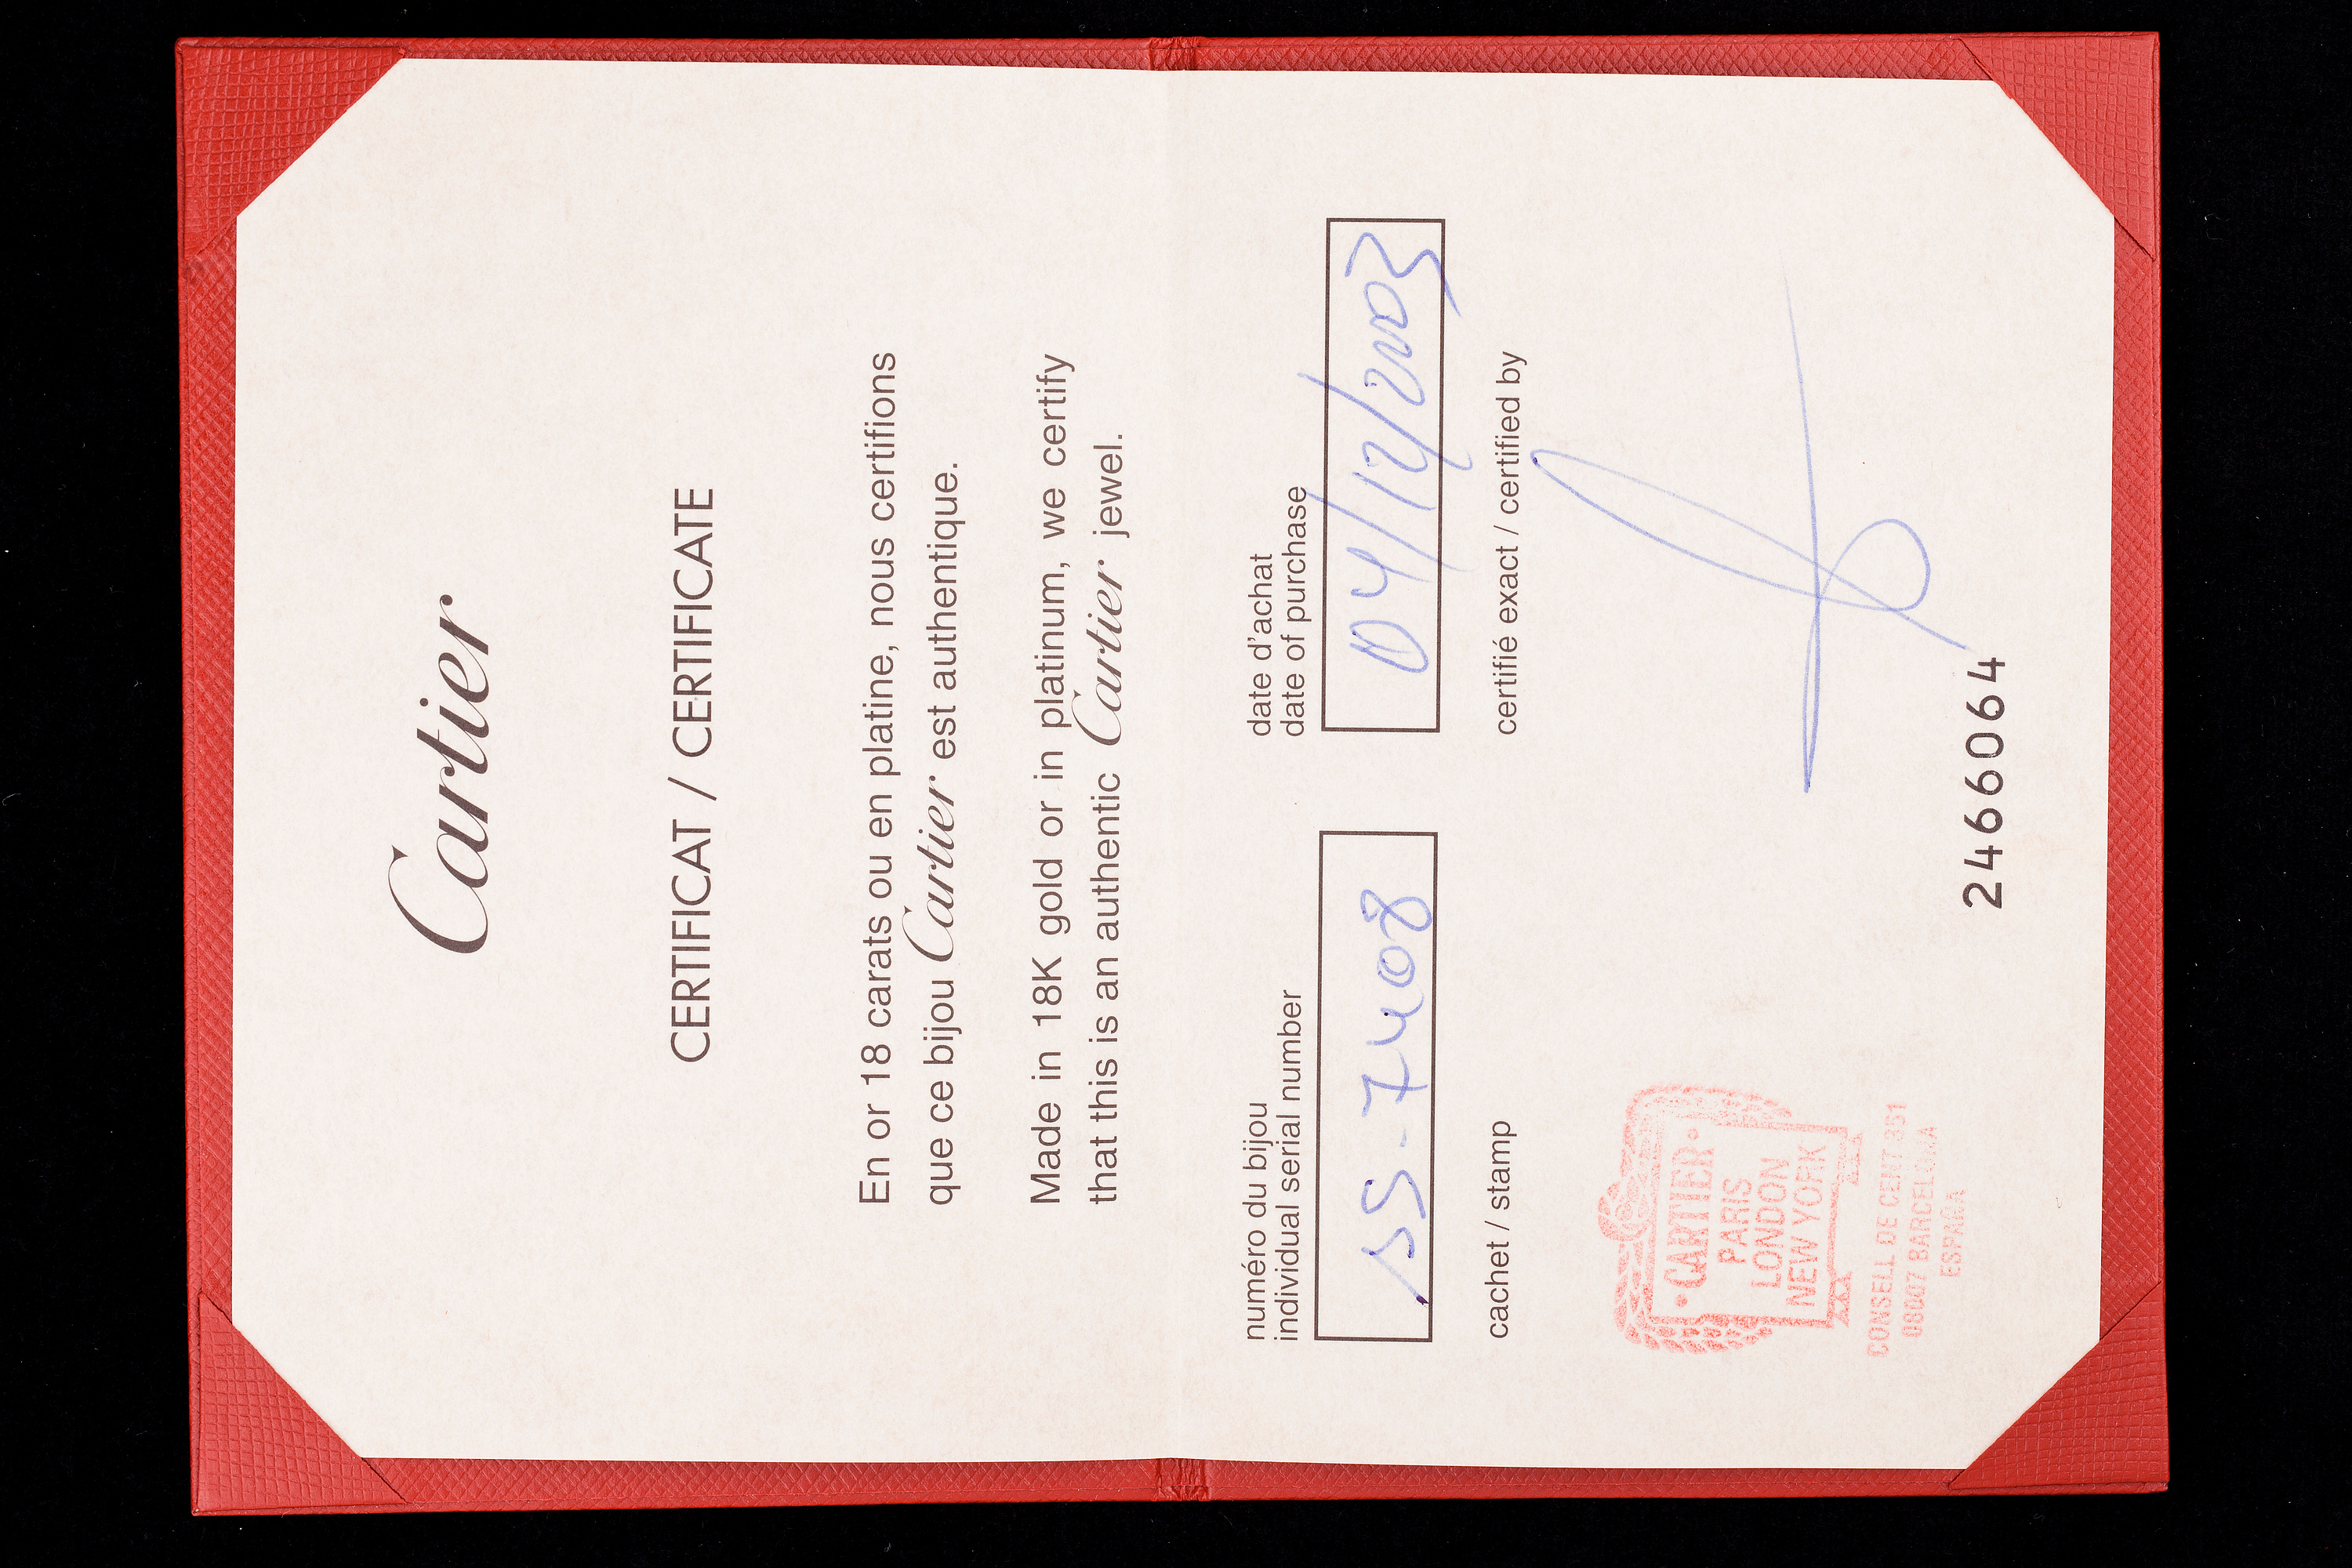 Cartier
CERTIFICAT / CERTIFICATE
En or 18 carats ou en platine, nous certifions
que ce bijou Cartier est authentique.
Made in 18K gold or in platinum, we certify
that this is an authentic Cartier jewel.
numéro du bijou
individual serial number
SS-7408
date d'achat
date of purchase
04/12/2003
cachet / stamp
certifié exact / certified by
CARTIER
PARIS
LONDON
NEW YORK
CONSELL DE CENT 351
08007 BARCELONA
ESPAÑA
2466064